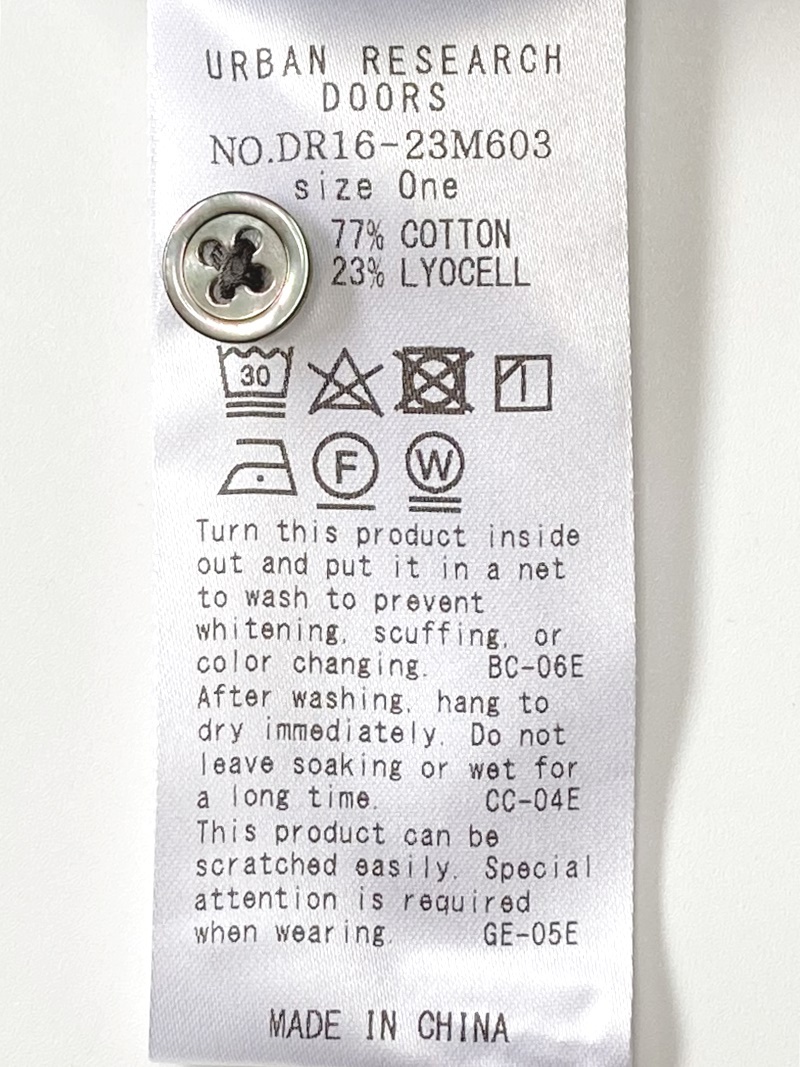 URBAN RESEARCH
DOORS
NO.DR16-23M603
size One
77% COTTON
23% LYOCELL
30
F W
Turn this product inside
out and put it in a net
to wash to prevent
whitening, scuffing, or
color changing. BC-06E
After washing, hang to
dry immediately. Do not
leave soaking or wet for
a long time. CC-04E
This product can be
scratched easily. Special
attention is required
when wearing. GE-05E
MADE IN CHINA